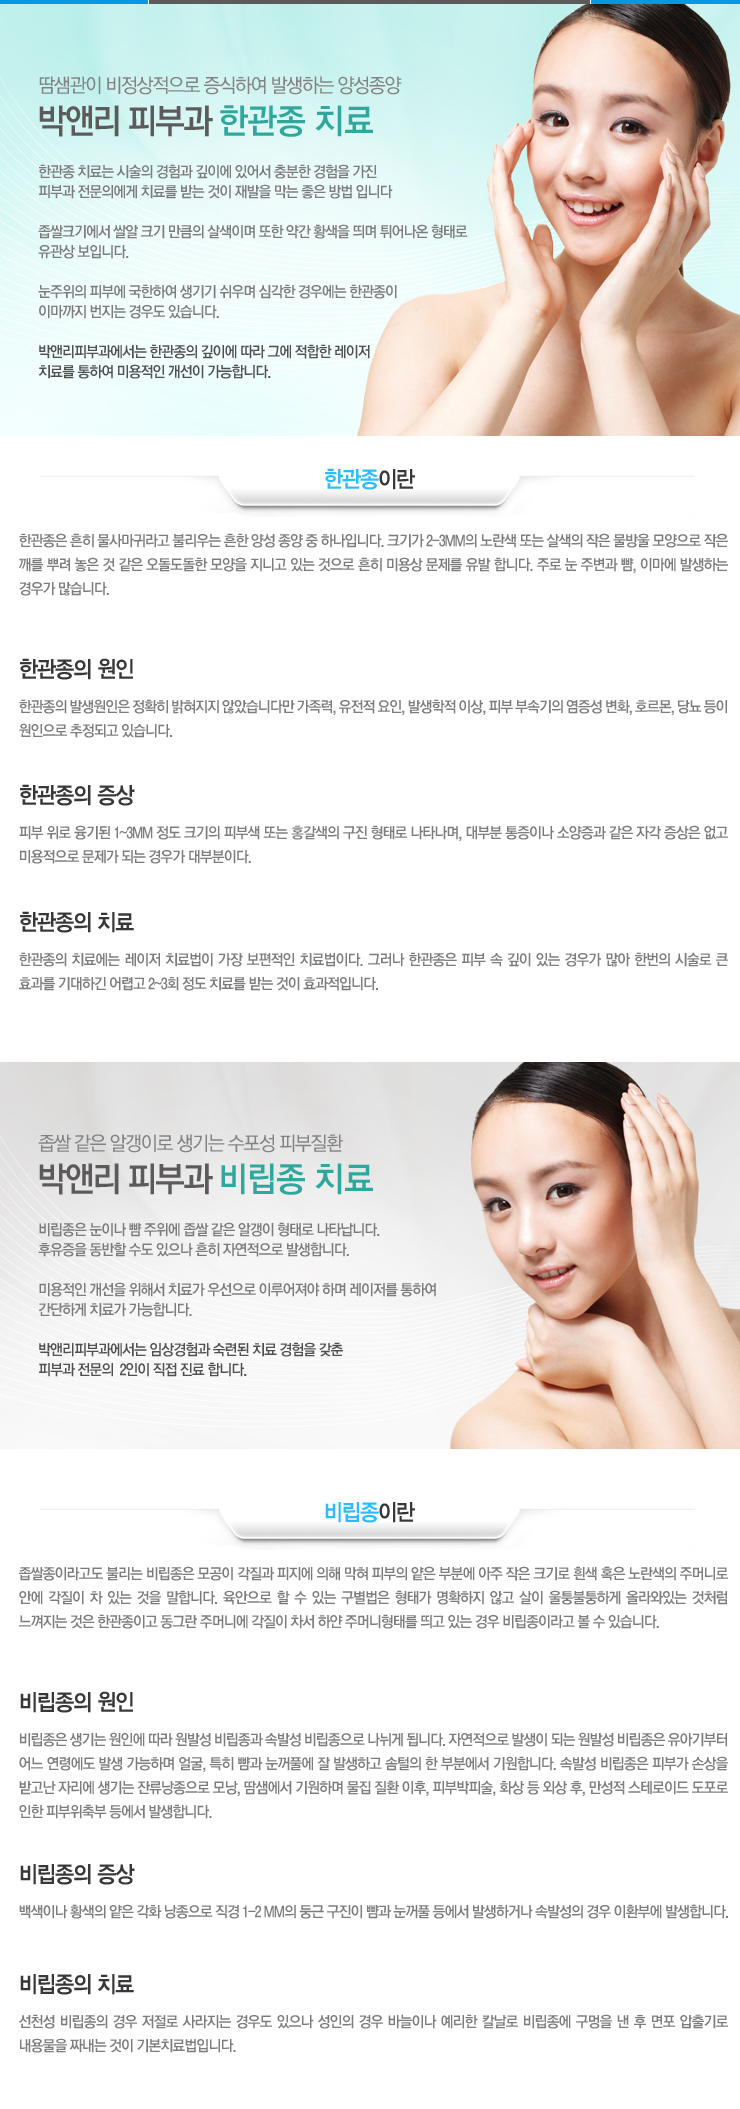 땀샘관이 비정상적으로 증식하여 발생하는 양성종양
박앤리 피부과 한관종 치료
한관종 치료는 시술의 경험과 깊이에 있어서 충분한 경험을 가진
피부과 전문의에게 치료를 받는 것이 재발을 막는 좋은 방법 입니다
좁쌀크기에서 쌀알 크기 만큼의 살색이며 또한 약간 황색을 띄며 튀어나온 형태로
유관상 보입니다.
눈주위의 피부에 국한하여 생기기 쉬우며 심각한 경우에는 한관종이
이마까지 번지는 경우도 있습니다.
박앤리피부과에서는 한관종의 깊이에 따라 그에 적합한 레이저
치료를 통하여 미용적인 개선이 가능합니다.
한관종이란
한관종은 흔히 물사마귀라고 불리우는 흔한 양성 종양 중 하나입니다. 크기가 2-3MM의 노란색 또는 살색의 작은 물방울 모양으로 작은
깨를 뿌려 놓은 것 같은 오돌도돌한 모양을 지니고 있는 것으로 흔히 미용상 문제를 유발 합니다. 주로 눈 주변과 뺨, 이마에 발생하는
경우가 많습니다.
한관종의 원인
한관종의 발생원인은 정확히 밝혀지지 않았습니다만 가족력, 유전적 요인, 발생학적 이상, 피부 부속기의 염증성 변화, 호르몬, 당뇨 등이
원인으로 추정되고 있습니다.
한관종의 증상
피부 위로 융기된 1~3MM 정도 크기의 피부색 또는 홍갈색의 구진 형태로 나타나며, 대부분 통증이나 소양증과 같은 자각 증상은 없고
미용적으로 문제가 되는 경우가 대부분이다.
한관종의 치료
한관종의 치료에는 레이저 치료법이 가장 보편적인 치료법이다. 그러나 한관종은 피부 속 깊이 있는 경우가 많아 한번의 시술로 큰
효과를 기대하긴 어렵고 2~3회 정도 치료를 받는 것이 효과적입니다.
좁쌀 같은 알갱이로 생기는 수포성 피부질환
박앤리 피부과 비립종 치료
비립종은 눈이나 뺨 주위에 좁쌀 같은 알갱이 형태로 나타납니다.
후유증을 동반할 수도 있으나 흔히 자연적으로 발생합니다.
미용적인 개선을 위해서 치료가 우선으로 이루어져야 하며 레이저를 통하여
간단하게 치료가 가능합니다.
박앤리피부과에서는 임상경험과 숙련된 치료 경험을 갖춘
피부과 전문의 2인이 직접 진료 합니다.
비립종이란
좁쌀종이라고도 불리는 비립종은 모공이 각질과 피지에 의해 막혀 피부의 얕은 부분에 아주 작은 크기로 흰색 혹은 노란색의 주머니로
안에 각질이 차 있는 것을 말합니다. 육안으로 할 수 있는 구별법은 형태가 명확하지 않고 살이 울퉁불퉁하게 올라와있는 것처럼
느껴지는 것은 한관종이고 동그란 주머니에 각질이 차서 하얀 주머니형태를 띄고 있는 경우 비립종이라고 볼 수 있습니다.
비립종의 원인
비립종은 생기는 원인에 따라 원발성 비립종과 속발성 비립종으로 나뉘게 됩니다. 자연적으로 발생이 되는 원발성 비립종은 유아기부터
어느 연령에도 발생 가능하며 얼굴, 특히 뺨과 눈꺼풀에 잘 발생하고 솜털의 한 부분에서 기원합니다. 속발성 비립종은 피부가 손상을
받고난 자리에 생기는 잔류낭종으로 모낭, 땀샘에서 기원하며 물집 질환 이후, 피부박피술, 화상 등 외상 후, 만성적 스테로이드 도포로
인한 피부위축부 등에서 발생합니다.
비립종의 증상
백색이나 황색의 얕은 각화 낭종으로 직경 1-2 MM의 둥근 구진이 뺨과 눈꺼풀 등에서 발생하거나 속발성의 경우 이환부에 발생합니다.
비립종의 치료
선천성 비립종의 경우 저절로 사라지는 경우도 있으나 성인의 경우 바늘이나 예리한 칼날로 비립종에 구멍을 낸 후 면포 압출기로
내용물을 짜내는 것이 기본치료법입니다.